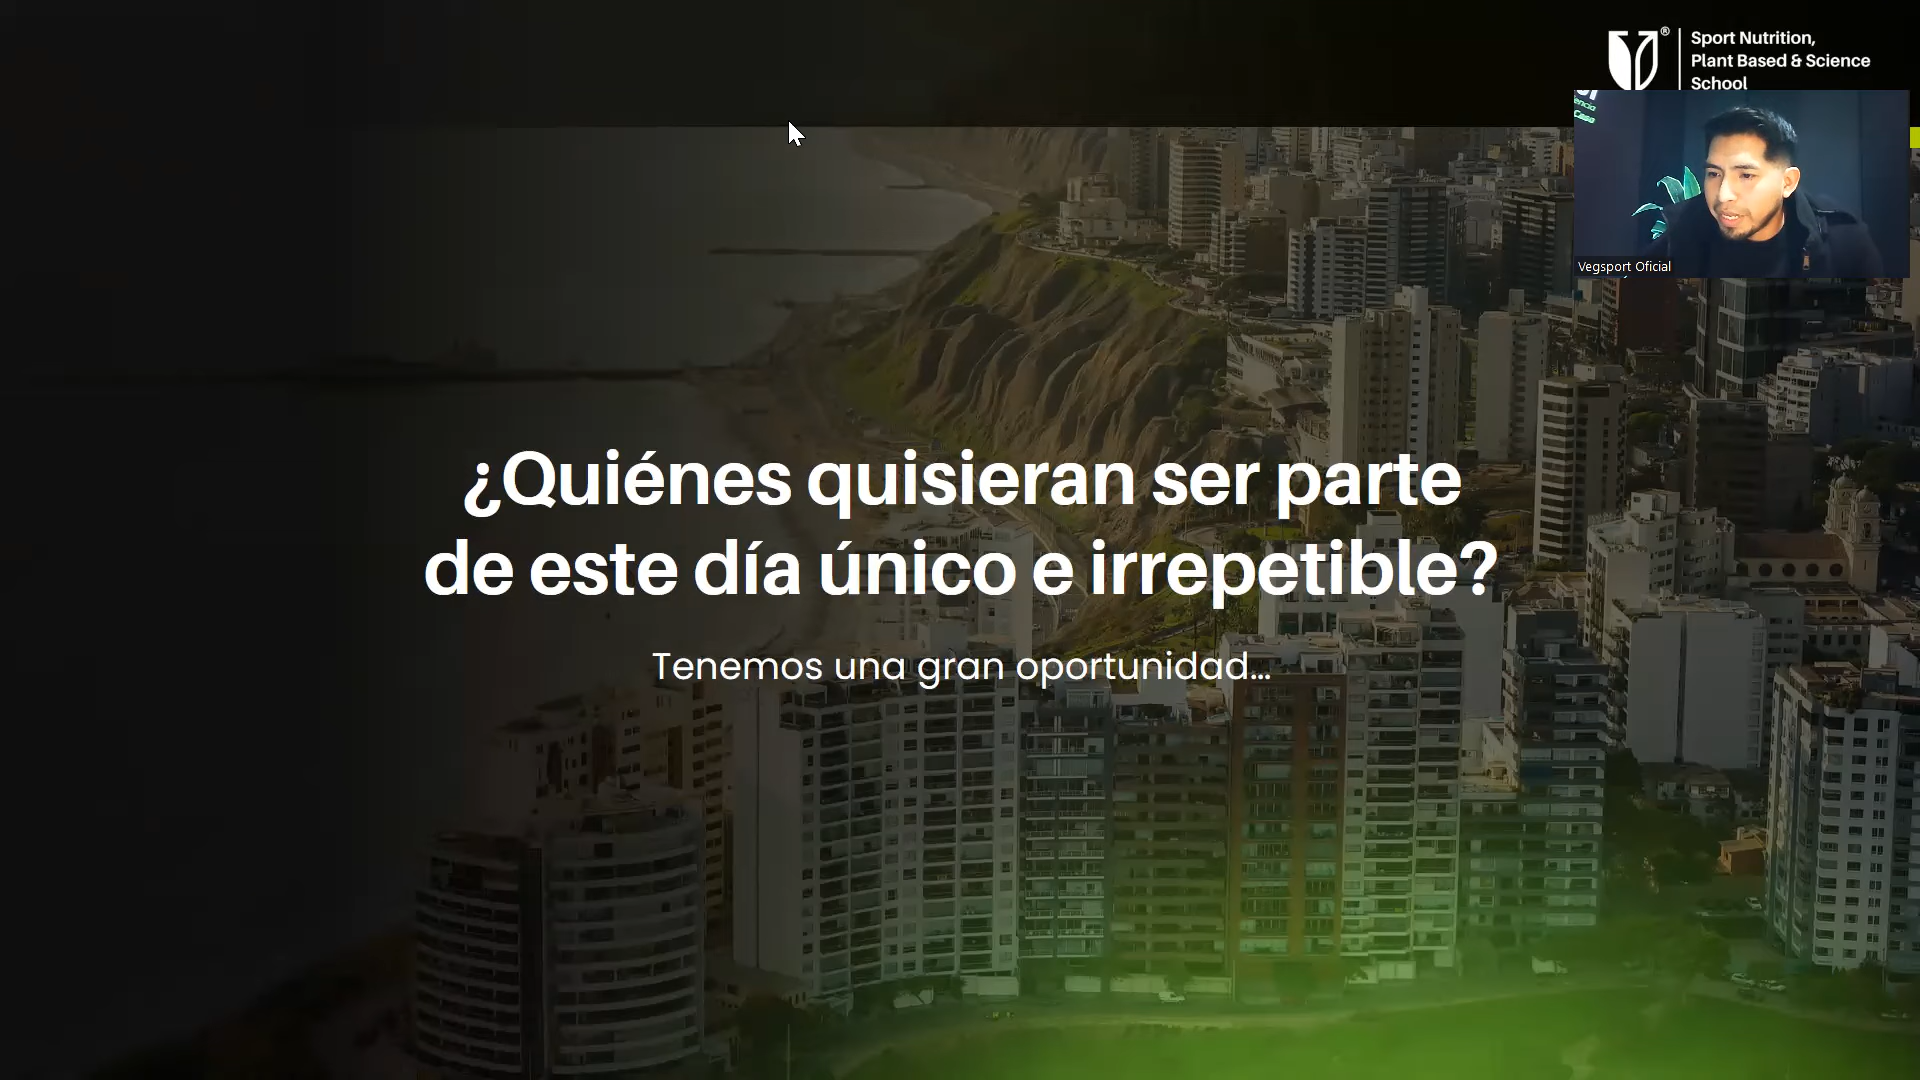 Sport Nutrition,
Plant Based & Science
School
Vegsport Oficial
¿Quiénes quisieran ser parte
de este día único e irrepetible?
Tenemos una gran oportunidad...